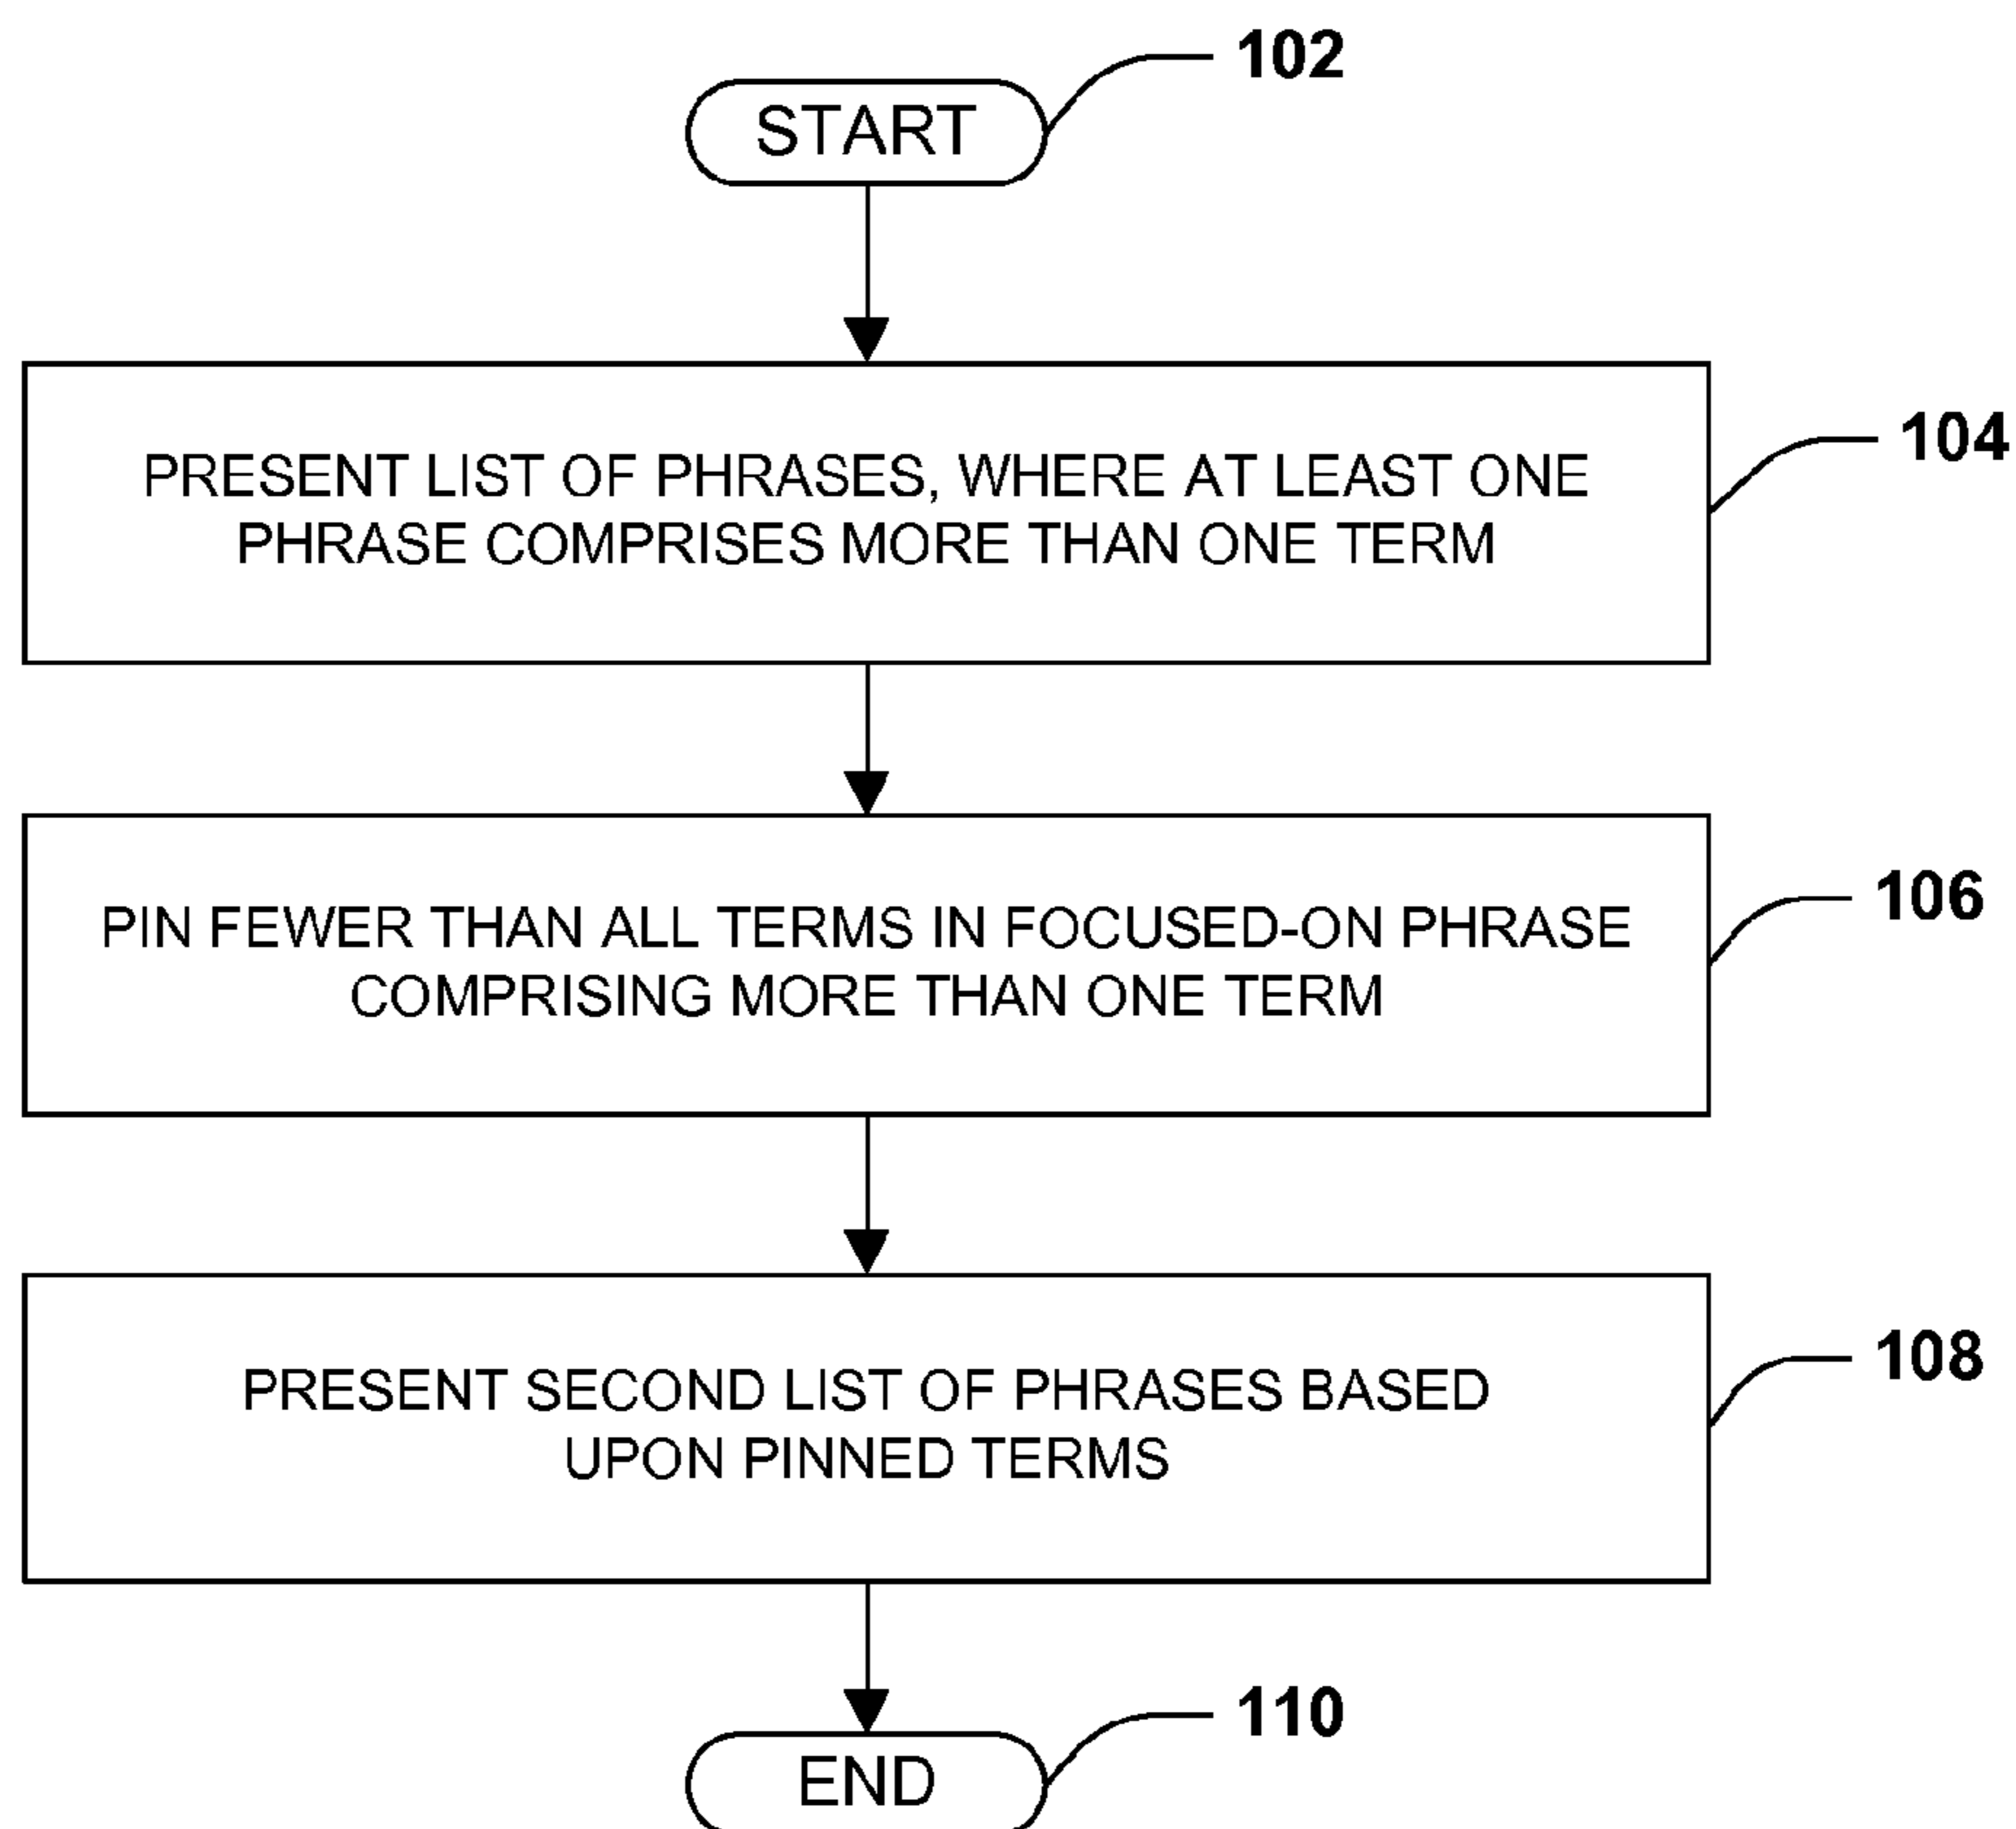 102
START
104
PRESENT LIST OF PHRASES, WHERE AT LEAST ONE
PHRASE COMPRISES MORE THAN ONE TERM
106
PIN FEWER THAN ALL TERMS IN FOCUSED-ON PHRASE
COMPRISING MORE THAN ONE TERM
108
PRESENT SECOND LIST OF PHRASES BASED
UPON PINNED TERMS
110
END